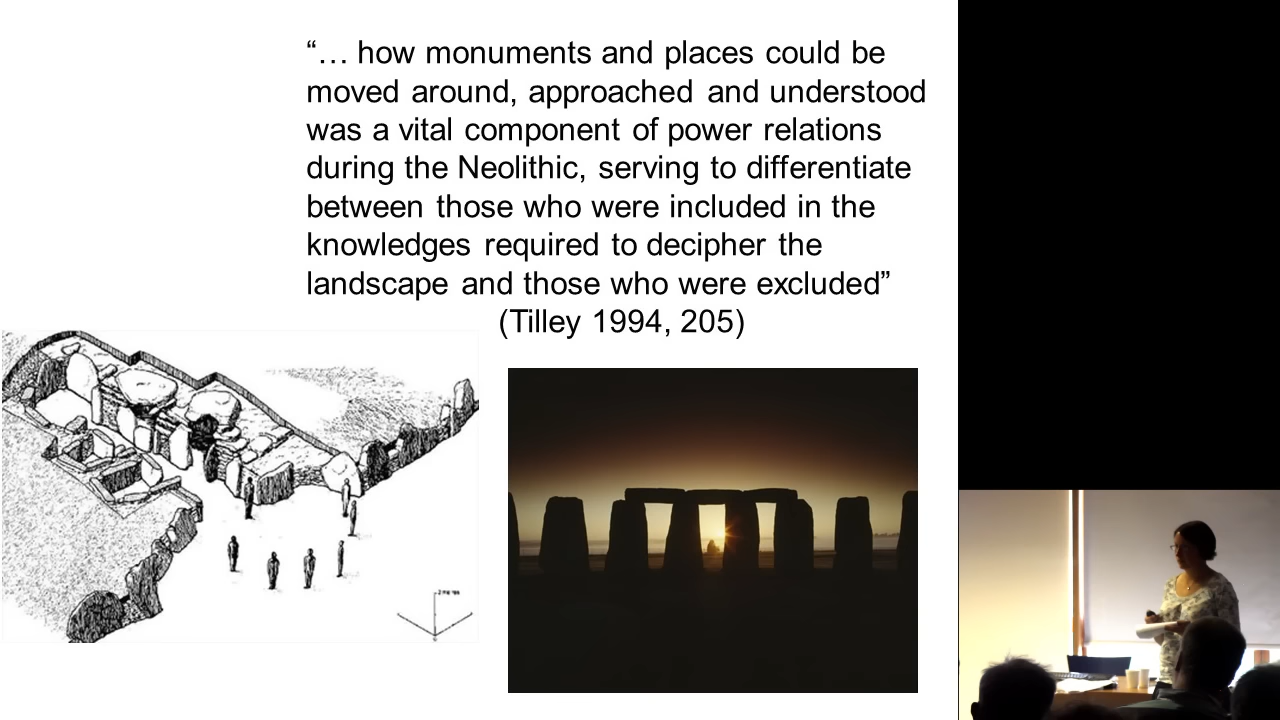 “… how monuments and places could be
moved around, approached and understood
was a vital component of power relations
during the Neolithic, serving to differentiate
between those who were included in the
knowledges required to decipher the
landscape and those who were excluded”
(Tilley 1994, 205)